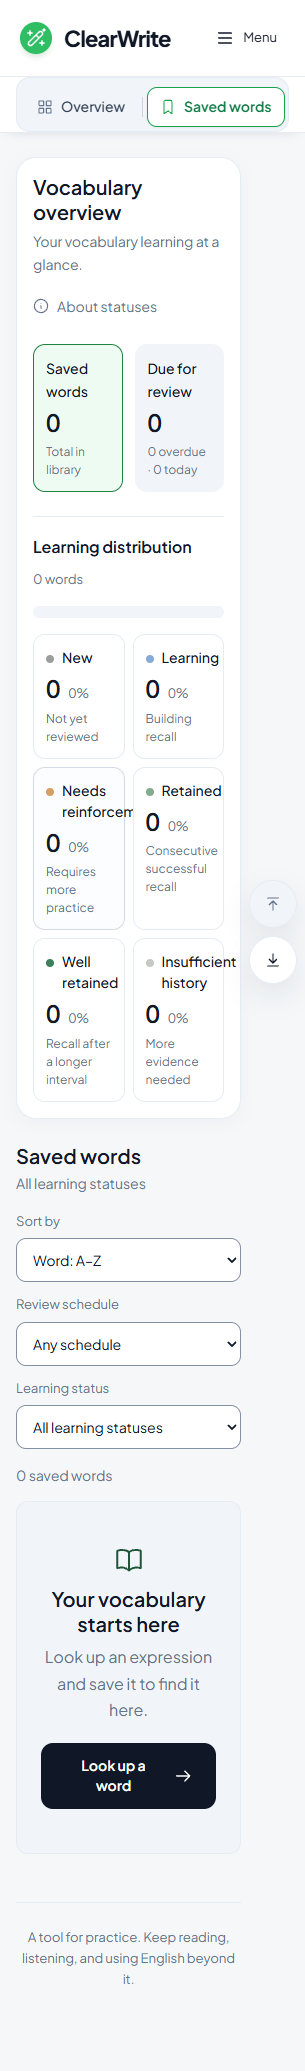 ClearWrite
Menu
Overview
Saved words
Vocabulary
overview
Your vocabulary learning at a
glance.
About statuses
Saved
words
0
Total in
library
Due for
review
0
0 overdue
· 0 today
Learning distribution
0 words
New
0 0%
Not yet
reviewed
Learning
0 0%
Building
recall
Needs
reinforcem
0 0%
Requires
more
practice
Retained
0 0%
Consecutive
successful
recall
Well
retained
0 0%
Recall after
a longer
interval
Insufficient
history
0 0%
More
evidence
needed
Saved words
All learning statuses
Sort by
Word: A–Z
Review schedule
Any schedule
Learning status
All learning statuses
0 saved words
Your vocabulary
starts here
Look up an expression
and save it to find it
here.
Look up a
word
A tool for practice. Keep reading,
listening, and using English beyond
it.